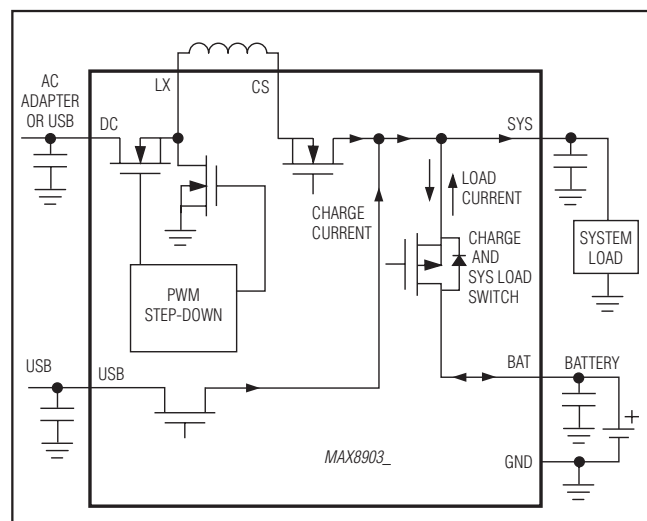 AC
ADAPTER
OR USB
DC
LX
CS
SYS
CHARGE
CURRENT
LOAD
CURRENT
CHARGE
AND
SYS LOAD
SWITCH
SYSTEM
LOAD
PWM
STEP-DOWN
USB
USB
BAT
BATTERY
+
GND
MAX8903_